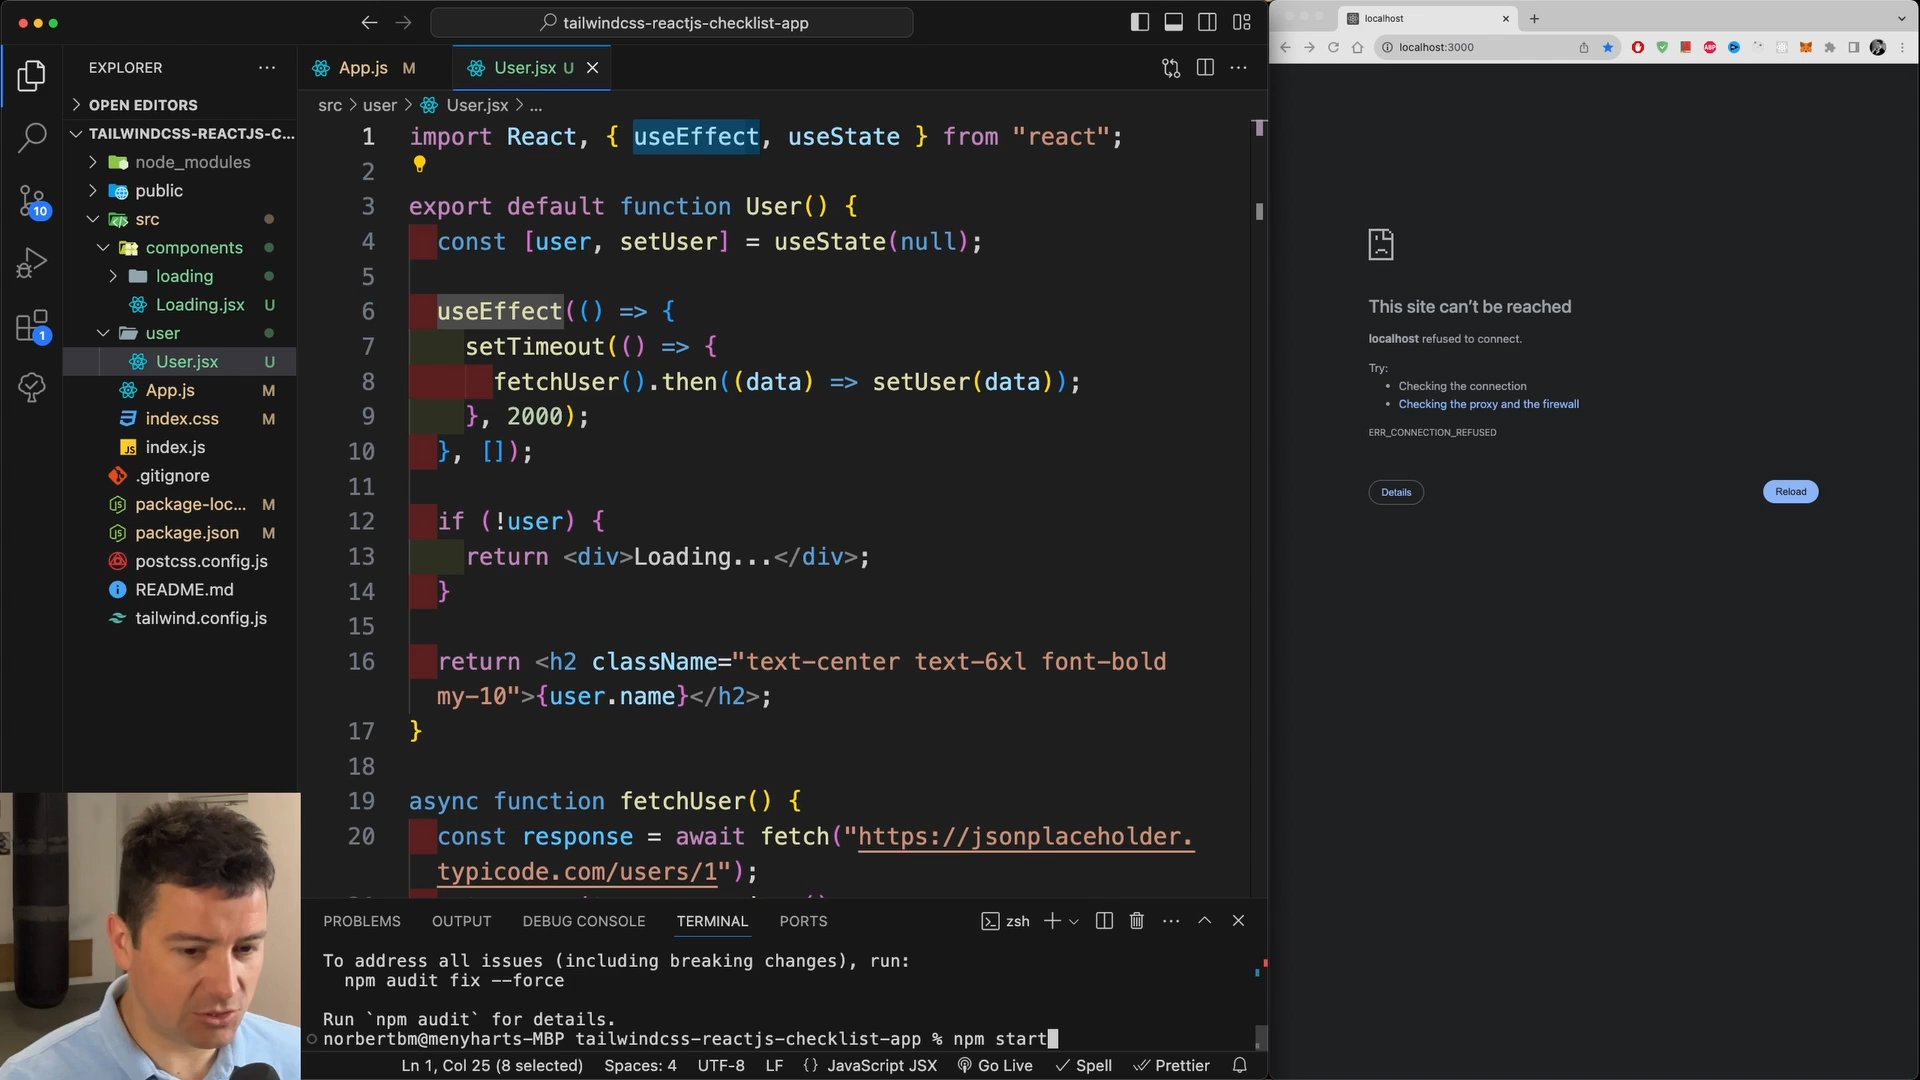 tailwindcss-reactjs-checklist-app
EXPLORER
OPEN EDITORS
TAILWINDCSS-REACTJS-C...
node_modules
public
src
components
loading
Loading.jsx U
user
User.jsx U
App.js M
index.css M
index.js
.gitignore
package-loc... M
package.json M
postcss.config.js
README.md
tailwind.config.js
10
1
App.js M
User.jsx U
src > user > User.jsx > ...
1 import React, { useEffect, useState } from "react";
2
3 export default function User() {
4 const [user, setUser] = useState(null);
5
6 useEffect(() => {
7 setTimeout(() => {
8 fetchUser().then((data) => setUser(data));
9 }, 2000);
10 }, []);
11
12 if (!user) {
13 return <div>Loading...</div>;
14 }
15
16 return <h2 className="text-center text-6xl font-bold
my-10">{user.name}</h2>;
17 }
18
19 async function fetchUser() {
20 const response = await fetch("https://jsonplaceholder.
typicode.com/users/1");
PROBLEMS OUTPUT DEBUG CONSOLE TERMINAL PORTS
zsh
To address all issues (including breaking changes), run:
npm audit fix --force
Run `npm audit` for details.
norbertbm@menyharts-MBP tailwindcss-reactjs-checklist-app % npm start
Ln 1, Col 25 (8 selected) Spaces: 4 UTF-8 LF {} JavaScript JSX Go Live Spell Prettier
localhost
localhost:3000
ABP
This site can’t be reached
localhost refused to connect.
Try:
• Checking the connection
• Checking the proxy and the firewall
ERR_CONNECTION_REFUSED
Details
Reload